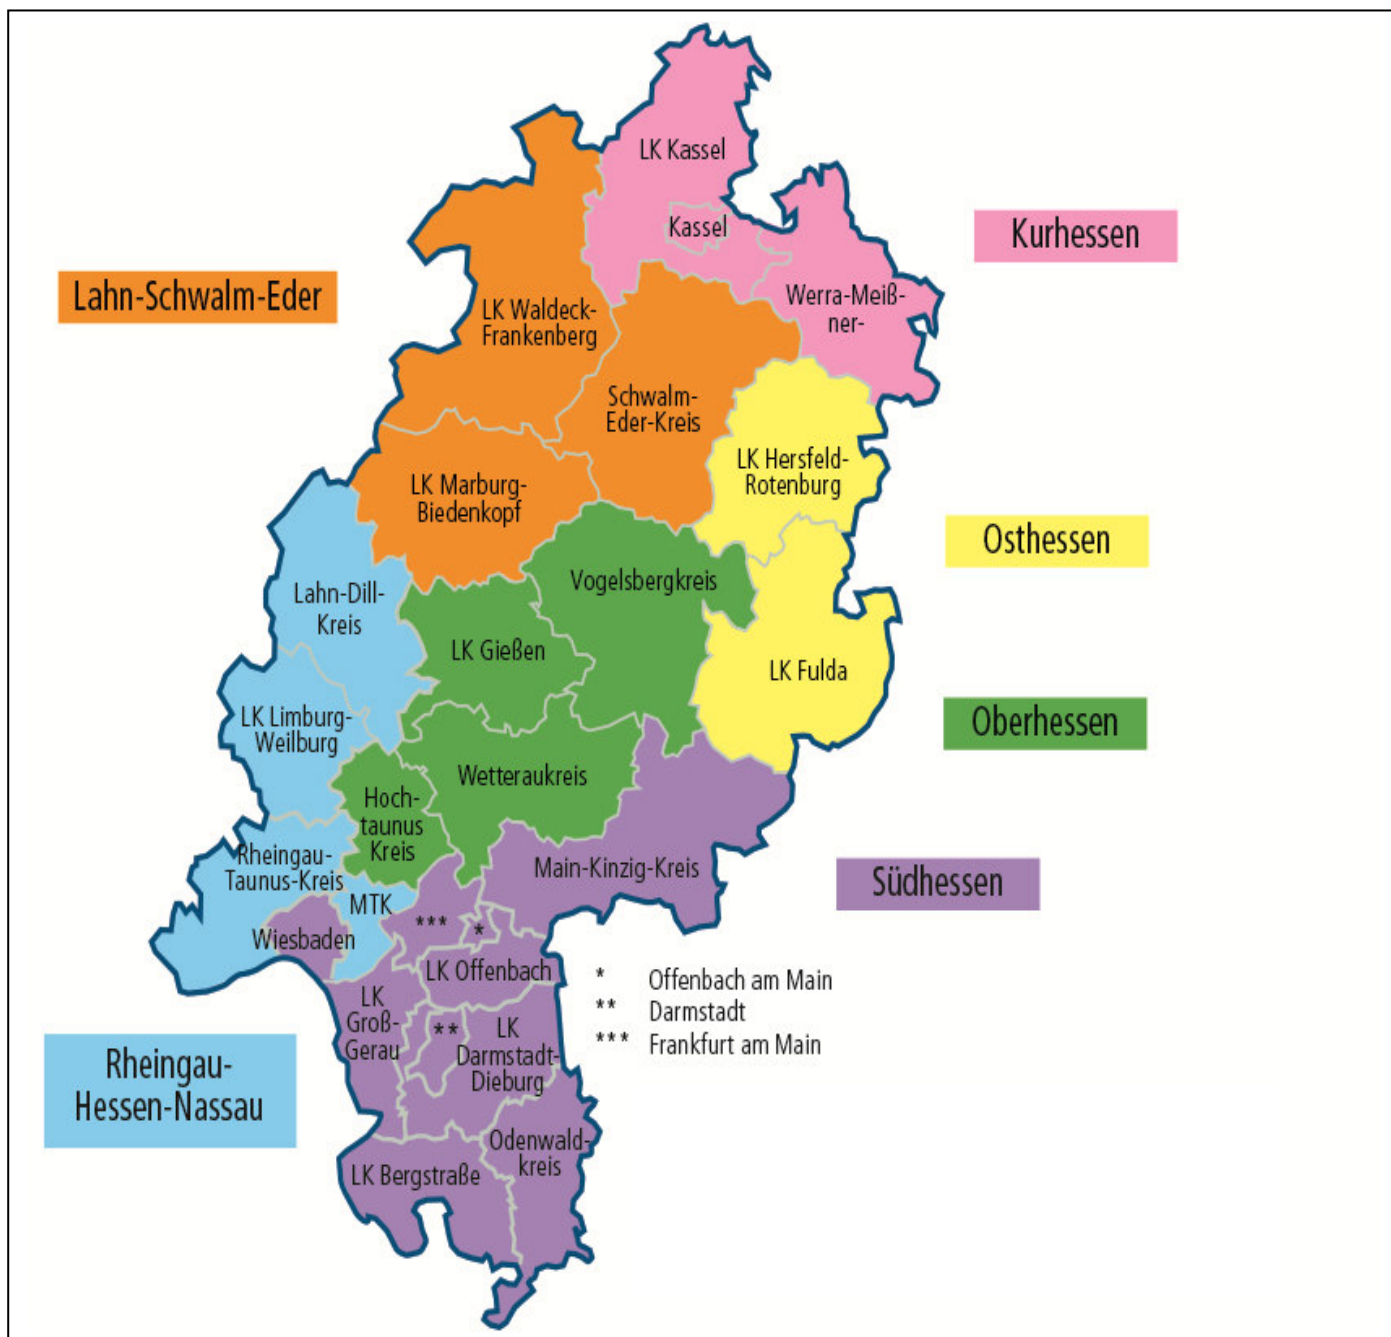 LK Kassel
Kassel
Kurhessen
Lahn-Schwalm-Eder
LK Waldeck-
Frankenberg
Werra-Meiß-
ner-
Schwalm-
Eder-Kreis
LK Hersfeld-
Rotenburg
LK Marburg-
Biedenkopf
Osthessen
Vogelsbergkreis
Lahn-Dill-
Kreis
LK Gießen
LK Fulda
LK Limburg-
Weilburg
Oberhessen
Wetteraukreis
Hoch-
taunus
Kreis
Rheingau-
Taunus-Kreis
Main-Kinzig-Kreis
Südhessen
MTK
***
*
Wiesbaden
LK Offenbach
* Offenbach am Main
** Darmstadt
*** Frankfurt am Main
LK
Groß-
Gerau
**
LK
Darmstadt-
Dieburg
Rheingau-
Hessen-Nassau
Odenwald-
kreis
LK Bergstraße